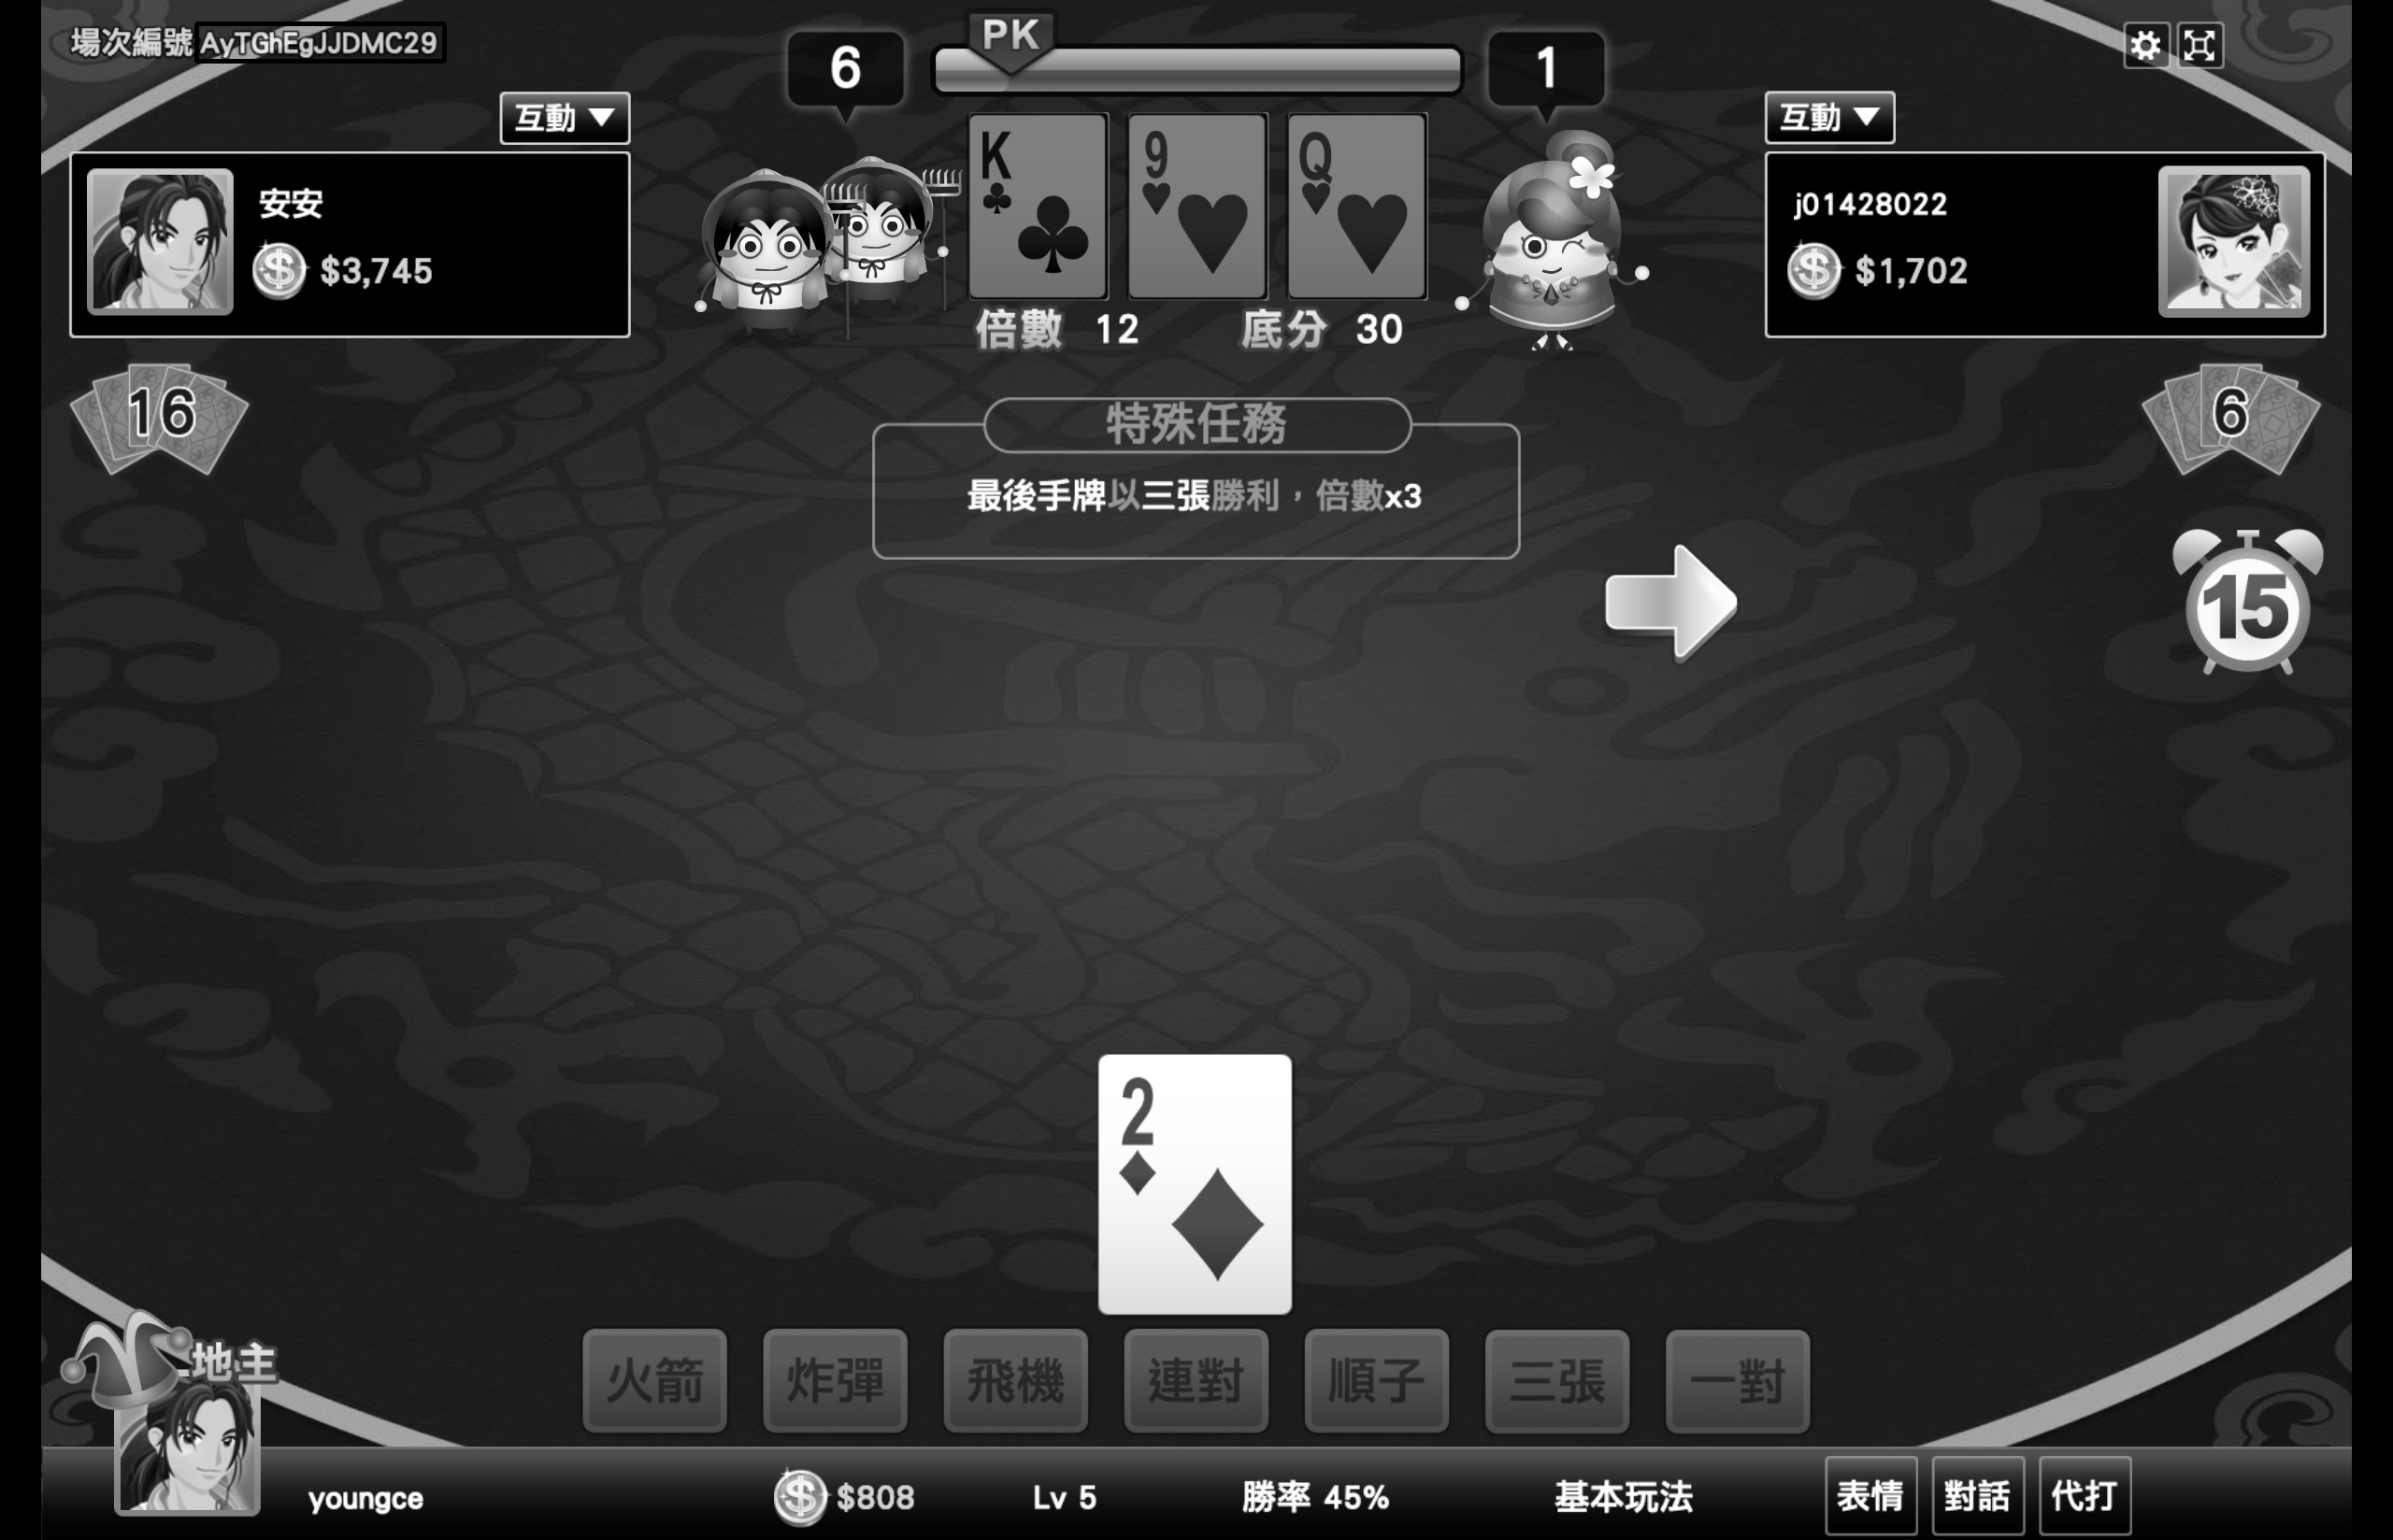 場次編號 AyTGhEgJJDMC29
6
PK
1
互動
互動
安安
$3,745
K
9
Q
j01428022
$1,702
倍數 12
底分 30
16
6
特殊任務
最後手牌以三張勝利，倍數x3
15
2
地主
火箭
炸彈
飛機
連對
順子
三張
一對
youngce
$808
Lv 5
勝率 45%
基本玩法
表情
對話
代打